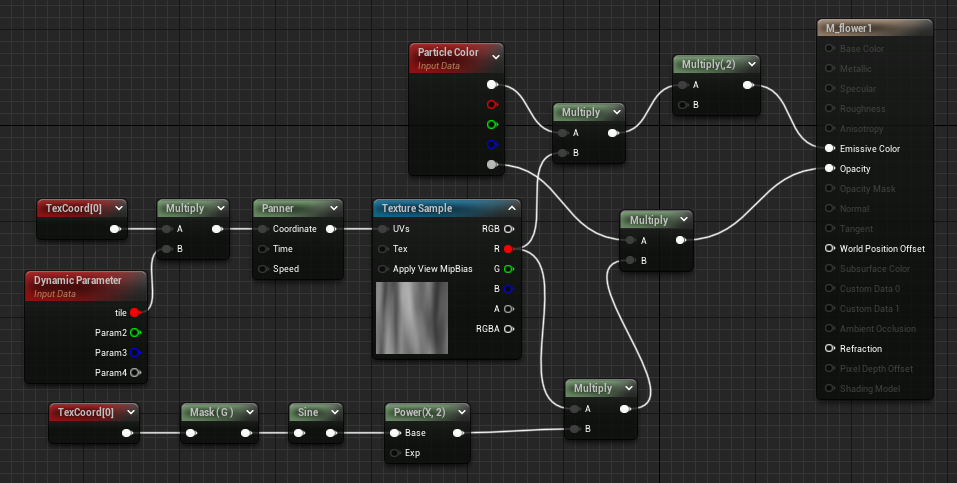 Particle Color
Input Data
Multiply
A
B
Multiply(,2)
A
B
M_flower1
Base Color
Metallic
Specular
Roughness
Anisotropy
Emissive Color
Opacity
Opacity Mask
Normal
Tangent
World Position Offset
Subsurface Color
Custom Data 0
Custom Data 1
Ambient Occlusion
Refraction
Pixel Depth Offset
Shading Model
TexCoord[0]
Multiply
A
B
Panner
Coordinate
Time
Speed
Texture Sample
UVs
RGB
Tex
R
Apply View MipBias
G
B
A
RGBA
Multiply
A
B
Dynamic Parameter
Input Data
tile
Param2
Param3
Param4
TexCoord[0]
Mask ( G )
Sine
Power(X, 2)
Base
Exp
Multiply
A
B